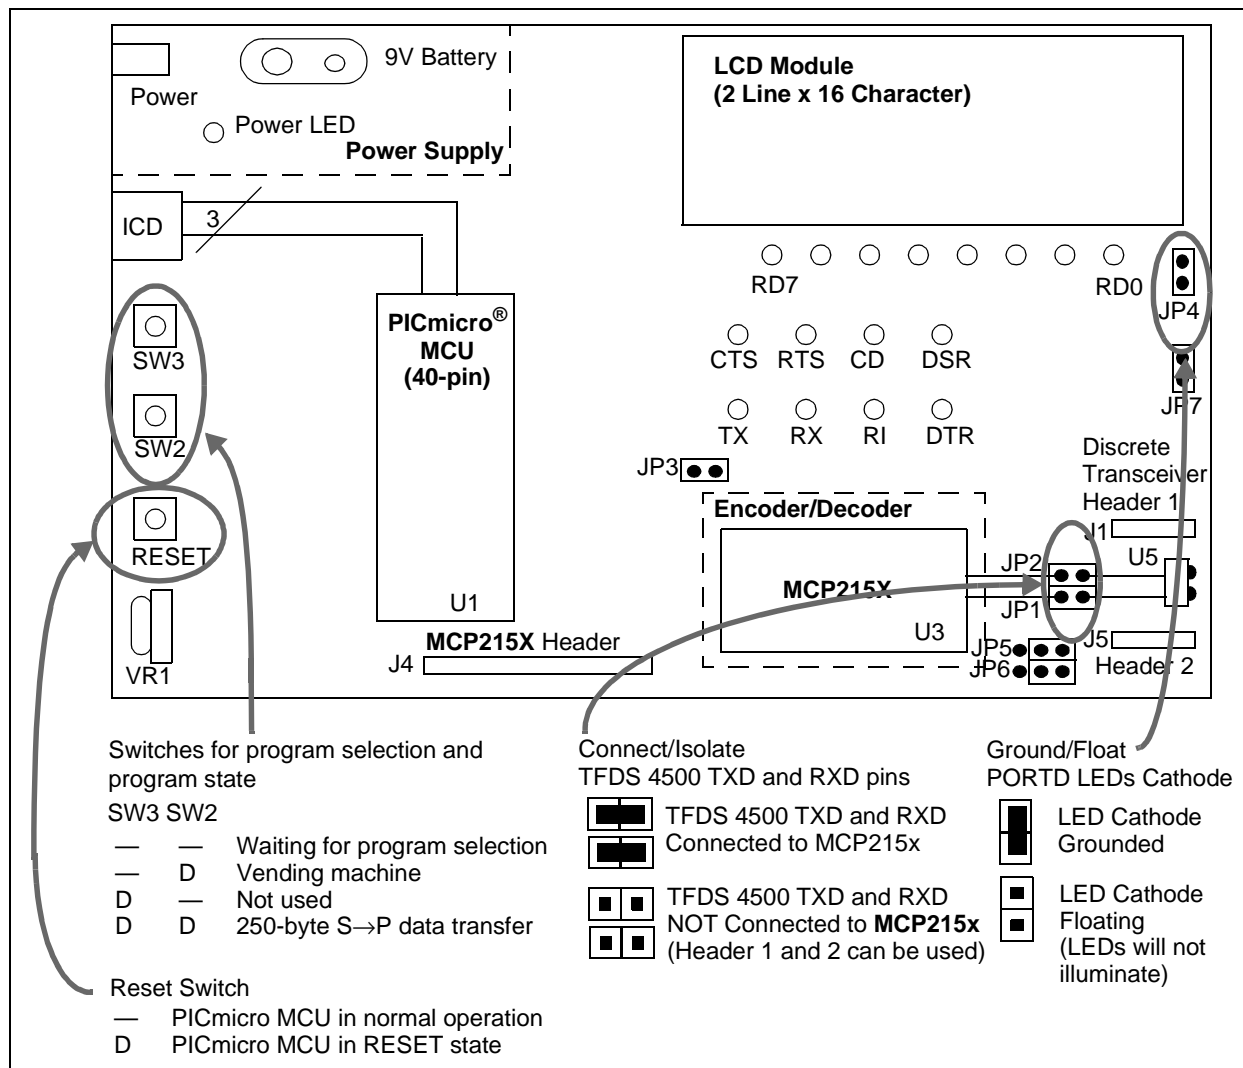 9V Battery
Power
Power LED
Power Supply
LCD Module
(2 Line x 16 Character)
ICD
3
RD7
RD0
JP4
SW3
PICmicro®
MCU
(40-pin)
CTS RTS CD DSR
JP7
SW2
TX RX RI DTR
JP3
Discrete
Transceiver
Header 1
Encoder/Decoder
J1
RESET
JP2
U5
MCP215X
JP1
U1
U3
MCP215X Header
J4
JP5
J5
JP6
Header 2
VR1
Switches for program selection and
program state
SW3 SW2
— — Waiting for program selection
— D Vending machine
D — Not used
D D 250-byte S→P data transfer
Reset Switch
— PICmicro MCU in normal operation
D PICmicro MCU in RESET state
Connect/Isolate
TFDS 4500 TXD and RXD pins
TFDS 4500 TXD and RXD
Connected to MCP215x
TFDS 4500 TXD and RXD
NOT Connected to MCP215x
(Header 1 and 2 can be used)
Ground/Float
PORTD LEDs Cathode
LED Cathode
Grounded
LED Cathode
Floating
(LEDs will not
illuminate)